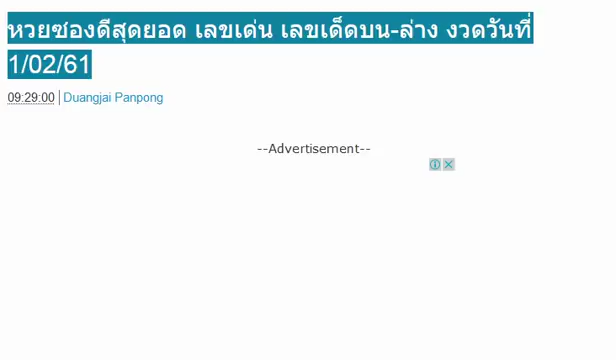 หวยซองดีสุดยอด เลขเด่น เลขเด็ดบน-ล่าง งวดวันที่
1/02/61
09:29:00 Duangjai Panpong
--Advertisement--